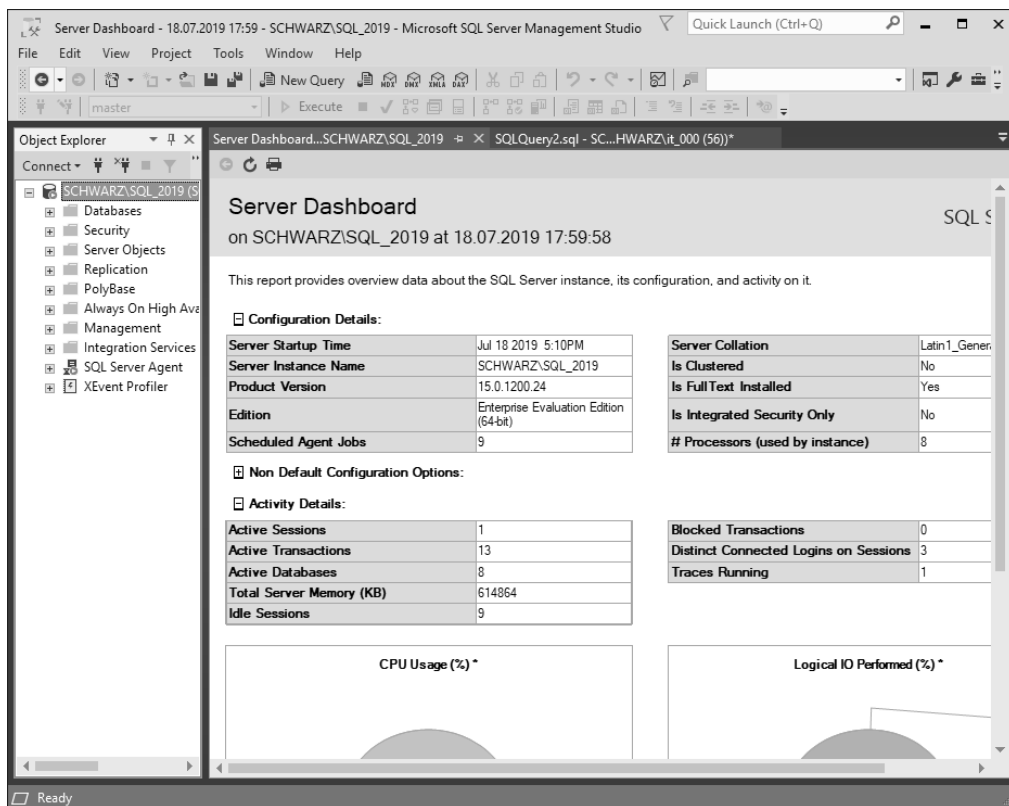 Server Dashboard - 18.07.2019 17:59 - SCHWARZ\SQL_2019 - Microsoft SQL Server Management Studio
Quick Launch (Ctrl+Q)
File Edit View Project Tools Window Help
New Query MDX DMX XMLA DAX
master Execute
Object Explorer
Server Dashboard...SCHWARZ\SQL_2019
SQLQuery2.sql - SC...HWARZ\it_000 (56))*
Connect
SCHWARZ\SQL_2019 (S
Databases
Security
Server Objects
Replication
PolyBase
Always On High Ava
Management
Integration Services
SQL Server Agent
XEvent Profiler
Server Dashboard
on SCHWARZ\SQL_2019 at 18.07.2019 17:59:58
SQL S
This report provides overview data about the SQL Server instance, its configuration, and activity on it.
Configuration Details:
Server Startup Time Jul 18 2019 5:10PM Server Collation Latin1_Genera
Server Instance Name SCHWARZ\SQL_2019 Is Clustered No
Product Version 15.0.1200.24 Is FullText Installed Yes
Edition Enterprise Evaluation Edition (64-bit) Is Integrated Security Only No
Scheduled Agent Jobs 9 # Processors (used by instance) 8
Non Default Configuration Options:
Activity Details:
Active Sessions 1 Blocked Transactions 0
Active Transactions 13 Distinct Connected Logins on Sessions 3
Active Databases 8 Traces Running 1
Total Server Memory (KB) 614864
Idle Sessions 9
CPU Usage (%) * Logical IO Performed (%) *
Ready